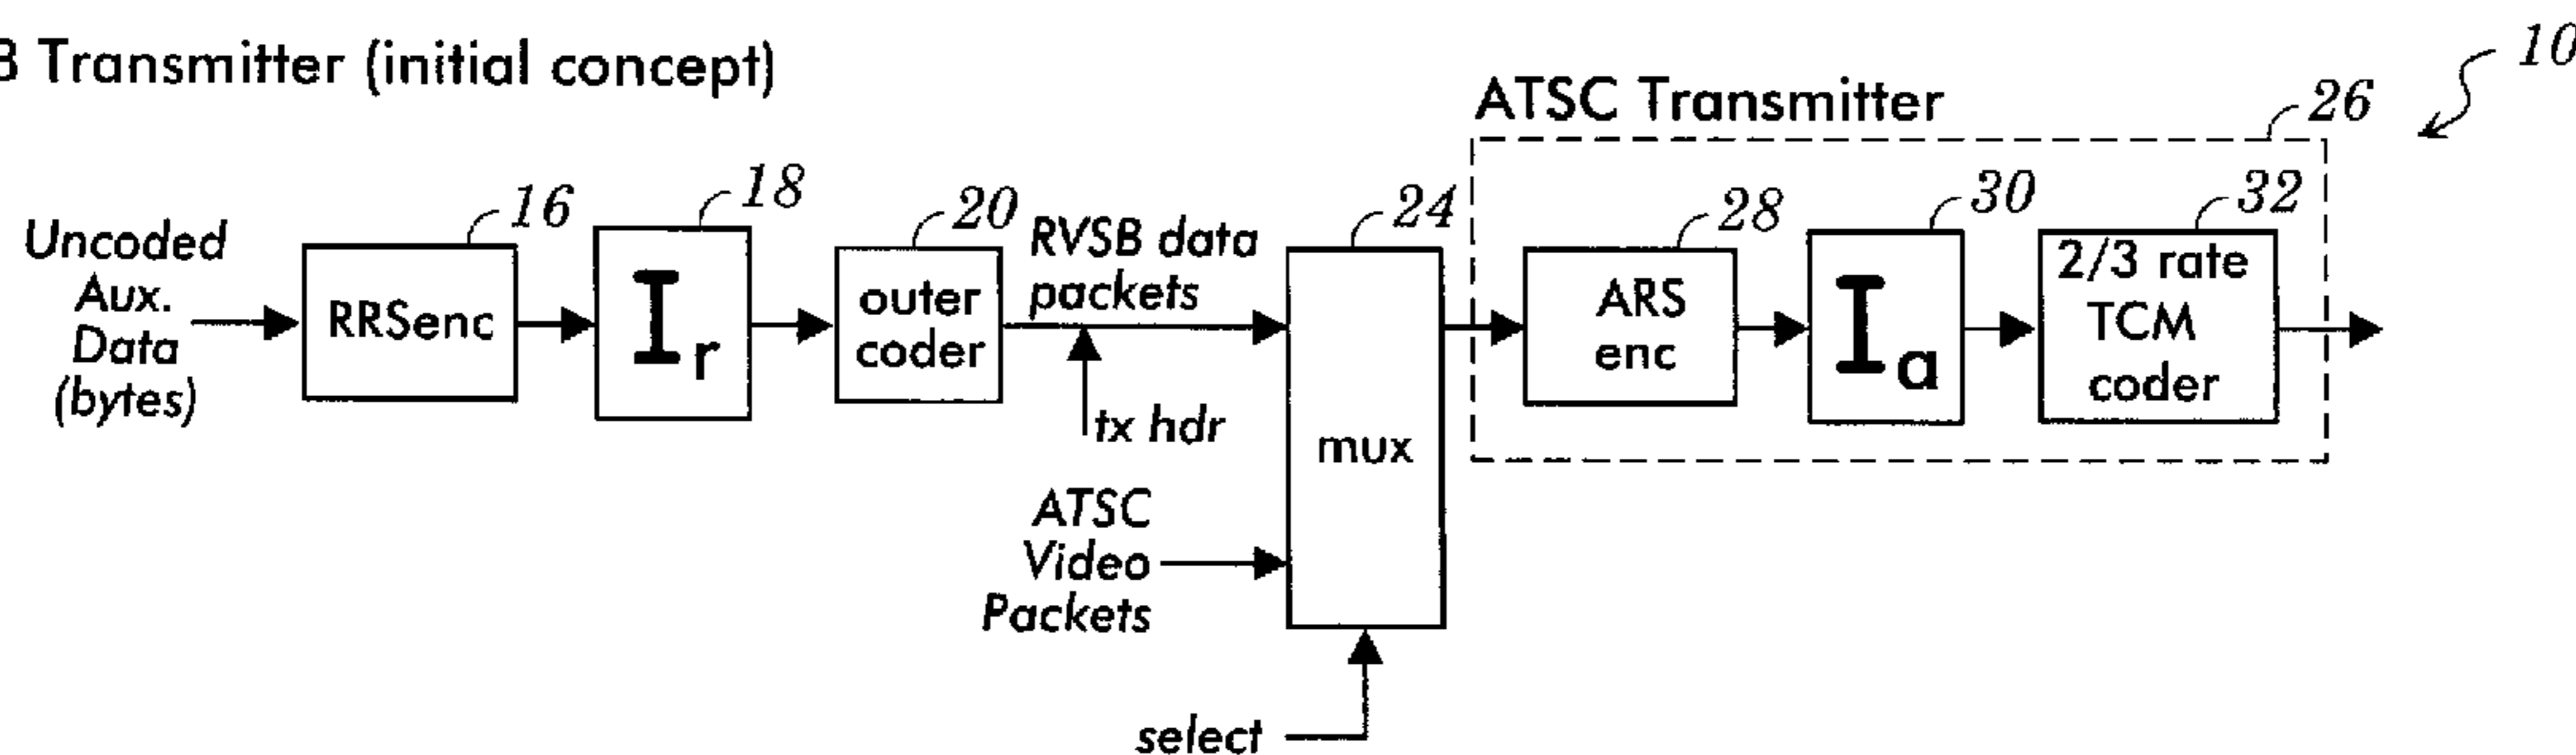 B Transmitter (initial concept)
10
ATSC Transmitter
26
Uncoded
Aux.
Data
(bytes)
16
RRSenc
18
Ir
20
outer
coder
RVSB data
packets
tx hdr
ATSC
Video
Packets
24
mux
select
28
ARS
enc
30
Ia
32
2/3 rate
TCM
coder